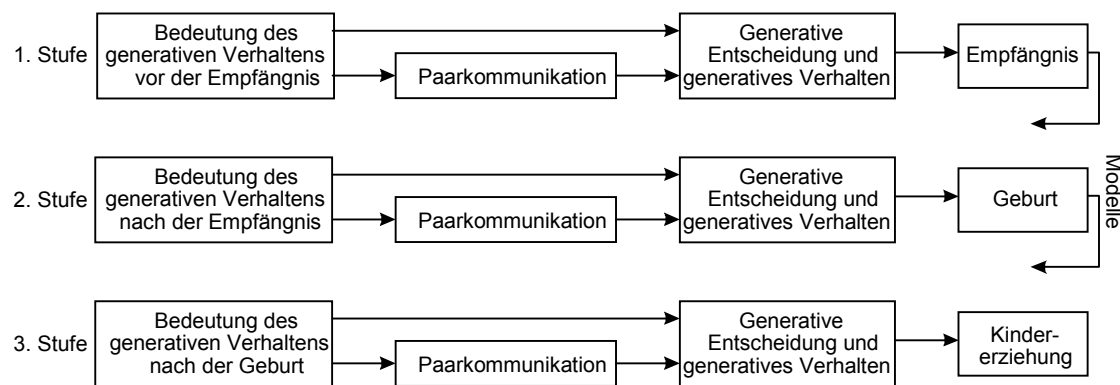 1. Stufe
Bedeutung des
generativen Verhaltens
vor der Empfängnis
Paarkommunikation
Generative
Entscheidung und
generatives Verhalten
Empfängnis
2. Stufe
Bedeutung des
generativen Verhaltens
nach der Empfängnis
Paarkommunikation
Generative
Entscheidung und
generatives Verhalten
Geburt
Modelle
3. Stufe
Bedeutung des
generativen Verhaltens
nach der Geburt
Paarkommunikation
Generative
Entscheidung und
generatives Verhalten
Kinder-
erziehung